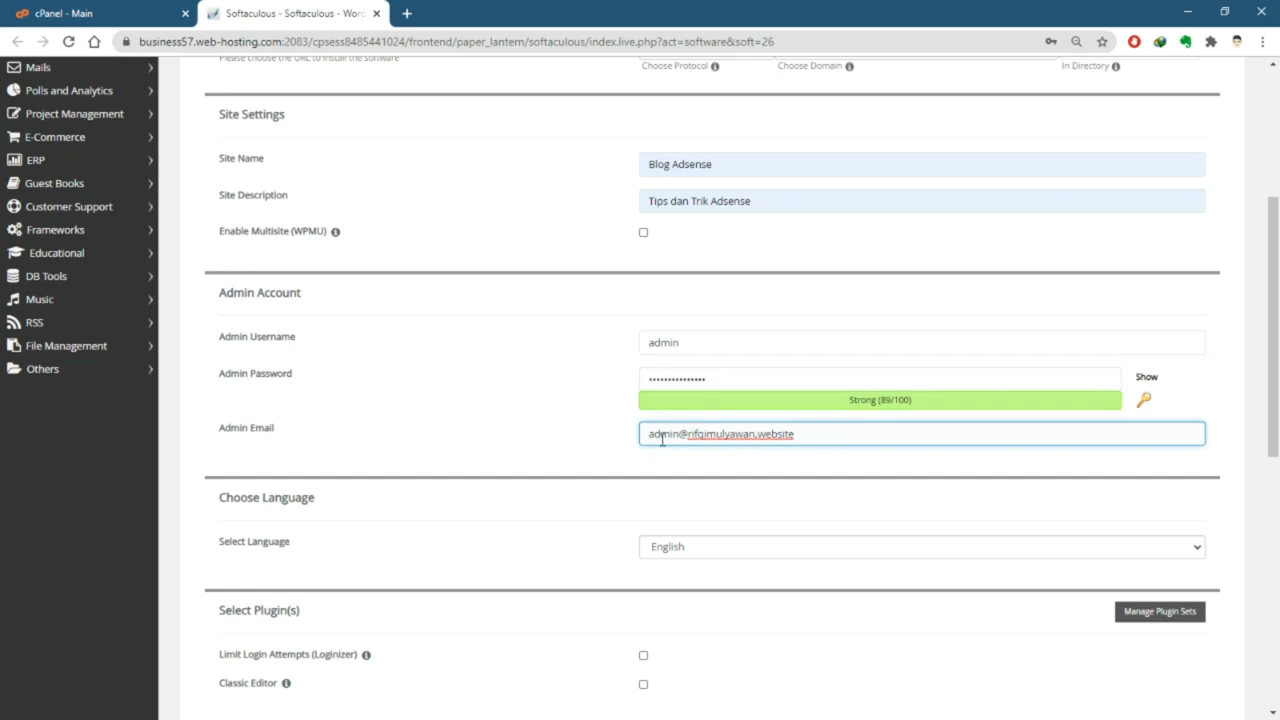 cPanel - Main
Softaculous - Softaculous - Wor
business57.web-hosting.com:2083/cpsess8485441024/frontend/paper_lantern/softaculous/index.live.php?act=software&soft=26
Please choose the URL to install the software
Choose Protocol
Choose Domain
In Directory
Mails
Polls and Analytics
Project Management
E-Commerce
ERP
Guest Books
Customer Support
Frameworks
Educational
DB Tools
Music
RSS
File Management
Others
Site Settings
Site Name
Blog Adsense
Site Description
Tips dan Trik Adsense
Enable Multisite (WPMU)
Admin Account
Admin Username
admin
Admin Password
•••••••••••••••
Show
Strong (89/100)
Admin Email
admin@rifqimulyawan.website
Choose Language
Select Language
English
Select Plugin(s)
Manage Plugin Sets
Limit Login Attempts (Loginizer)
Classic Editor